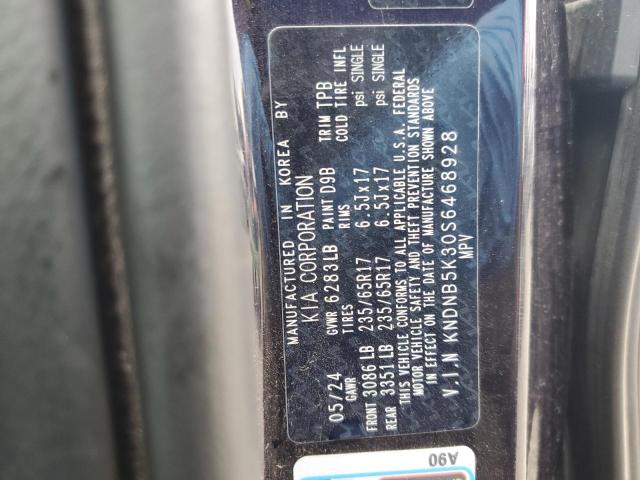 MANUFACTURED IN KOREA BY
KIA CORPORATION
05/24 GVWR 6283LB PAINT D9B TRIM TPB
GAWR TIRES RIMS COLD TIRE INFL
FRONT 3086 LB 235/65R17 6.5Jx17 psi SINGLE
REAR 3351 LB 235/65R17 6.5Jx17 psi SINGLE
THIS VEHICLE CONFORMS TO ALL APPLICABLE U.S.A. FEDERAL
MOTOR VEHICLE SAFETY AND THEFT PREVENTION STANDARDS
IN EFFECT ON THE DATE OF MANUFACTURE SHOWN ABOVE
V.I.N KNDNB5K30S6468928
MPV
A90